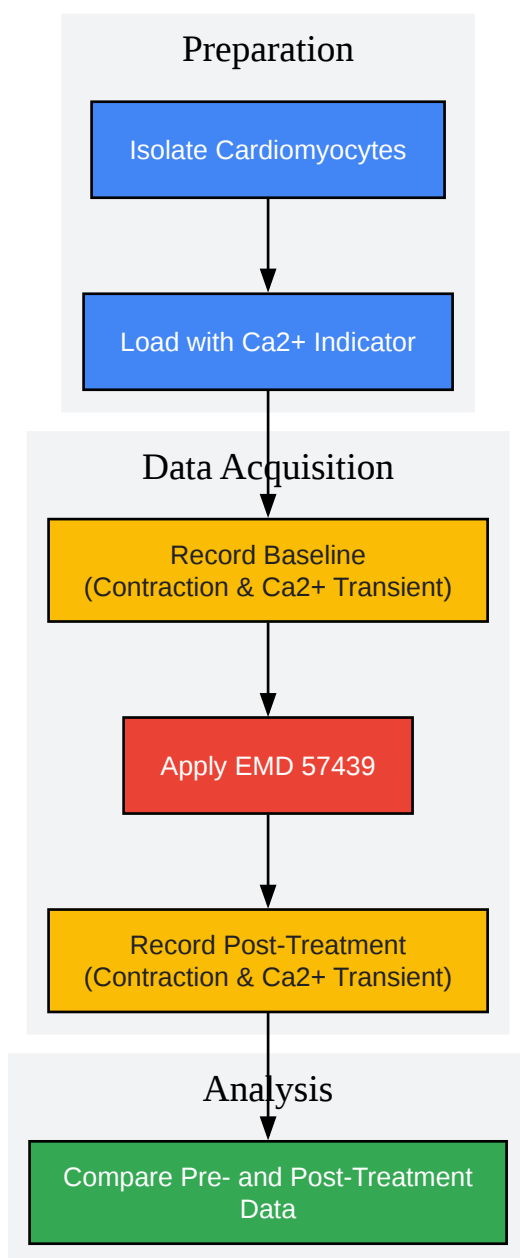 Preparation
Isolate Cardiomyocytes
Load with Ca2+ Indicator
Data Acquisition
Record Baseline
(Contraction & Ca2+ Transient)
Apply EMD 57439
Record Post-Treatment
(Contraction & Ca2+ Transient)
Analysis
Compare Pre- and Post-Treatment
Data